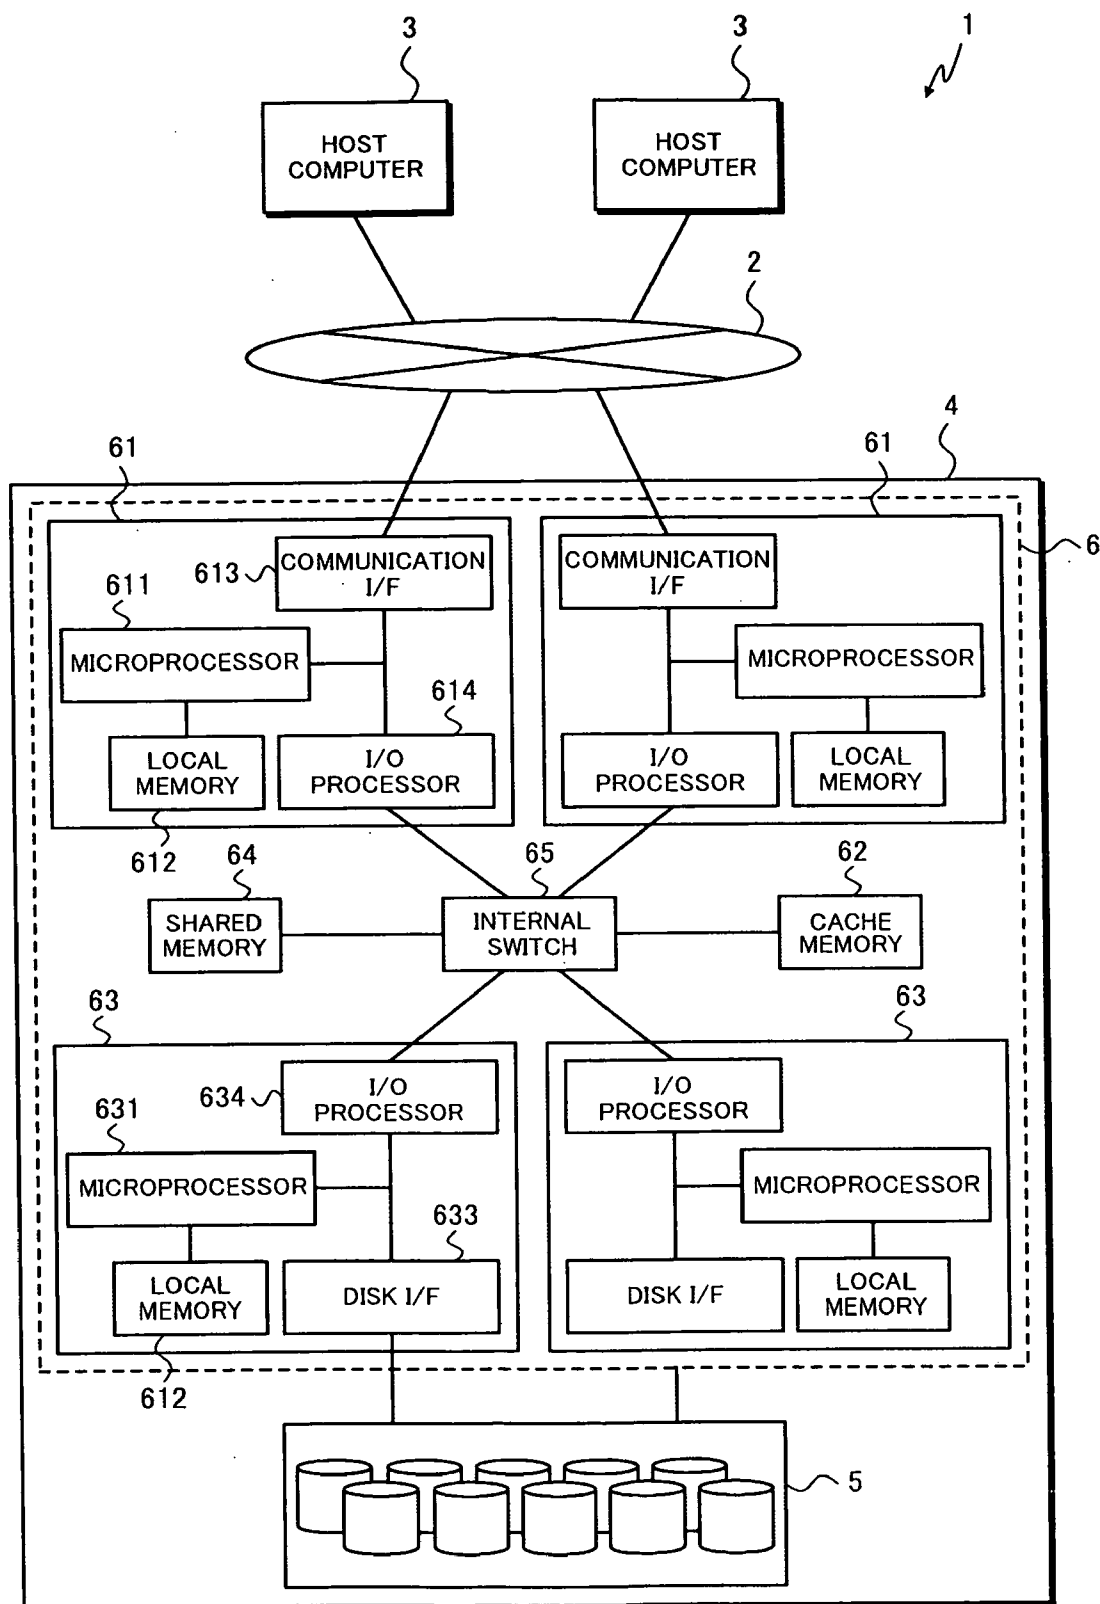 3
3
1
HOST
COMPUTER
HOST
COMPUTER
2
4
61
61
6
613
COMMUNICATION
I/F
COMMUNICATION
I/F
611
MICROPROCESSOR
MICROPROCESSOR
614
LOCAL
MEMORY
I/O
PROCESSOR
I/O
PROCESSOR
LOCAL
MEMORY
612
64
65
62
SHARED
MEMORY
INTERNAL
SWITCH
CACHE
MEMORY
63
63
634
I/O
PROCESSOR
I/O
PROCESSOR
631
MICROPROCESSOR
MICROPROCESSOR
633
LOCAL
MEMORY
DISK I/F
DISK I/F
LOCAL
MEMORY
612
5